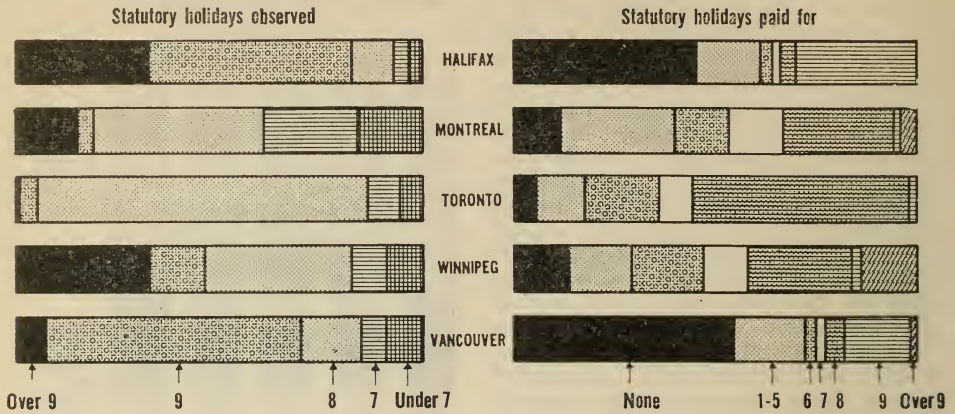 Statutory holidays observed
Statutory holidays paid for
HALIFAX
MONTREAL
TORONTO
WINNIPEG
VANCOUVER
Over 9 9 8 7 Under 7
None 1-5 6 7 8 9 Over 9